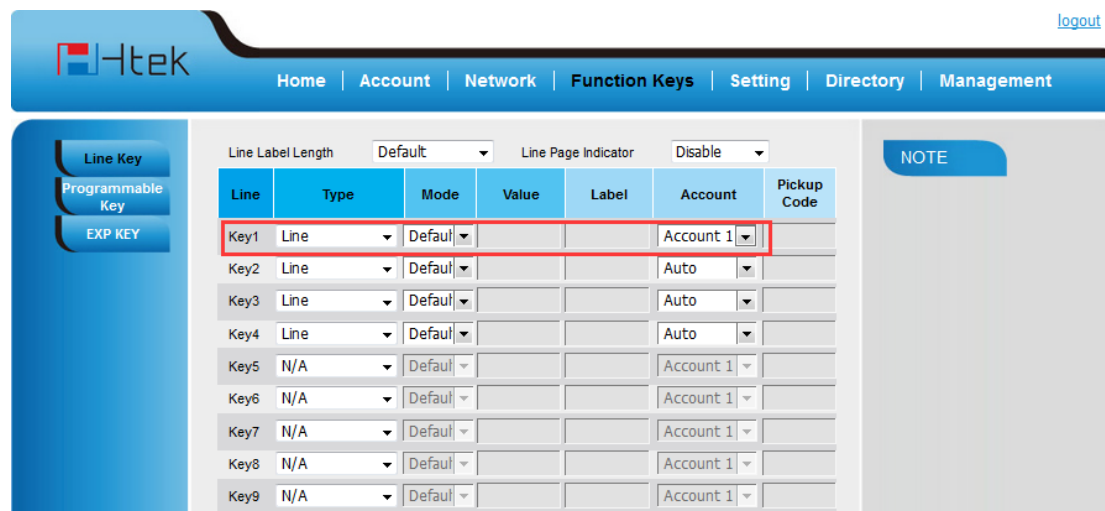 logout
Htek
Home | Account | Network | Function Keys | Setting | Directory | Management
Line Key
Programmable Key
EXP KEY
Line Label Length Default Line Page Indicator Disable
NOTE
Line Type Mode Value Label Account Pickup Code
Key1 Line Defaul Account 1
Key2 Line Defaul Auto
Key3 Line Defaul Auto
Key4 Line Defaul Auto
Key5 N/A Defaul Account 1
Key6 N/A Defaul Account 1
Key7 N/A Defaul Account 1
Key8 N/A Defaul Account 1
Key9 N/A Defaul Account 1